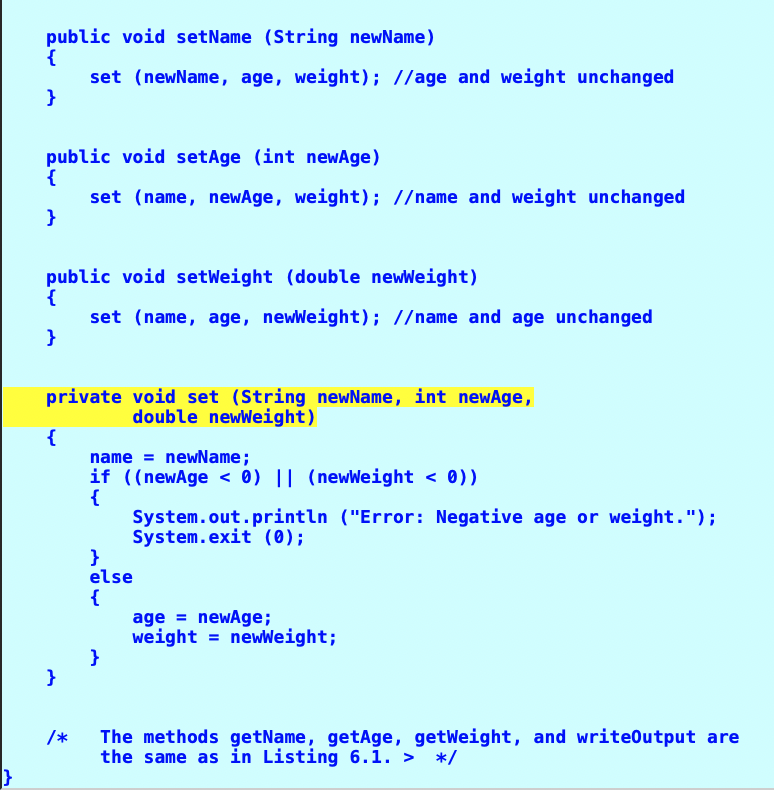 public void setName (String newName)
{
set (newName, age, weight); //age and weight unchanged
}
public void setAge (int newAge)
{
set (name, newAge, weight); //name and weight unchanged
}
public void setWeight (double newWeight)
{
set (name, age, newWeight); //name and age unchanged
}
private void set (String newName, int newAge,
double newWeight)
{
name = newName;
if ((newAge < 0) || (newWeight < 0))
{
System.out.println ("Error: Negative age or weight.");
System.exit (0);
}
else
{
age = newAge;
weight = newWeight;
}
}
/*   The methods getName, getAge, getWeight, and writeOutput are
the same as in Listing 6.1. >  */
}